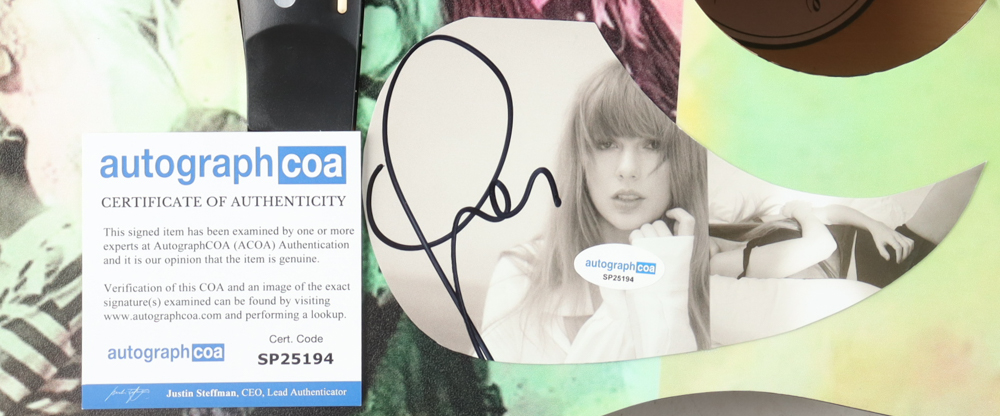 autographcoa
CERTIFICATE OF AUTHENTICITY
This signed item has been examined by one or more
experts at AutographCOA (ACOA) Authentication
and it is our opinion that the item is genuine.
Verification of this COA and an image of the exact
signature(s) examined can be found by visiting
www.autographcoa.com and performing a lookup.
autographcoa
Cert. Code
SP25194
Justin Steffman, CEO, Lead Authenticator
autographcoa
SP25194